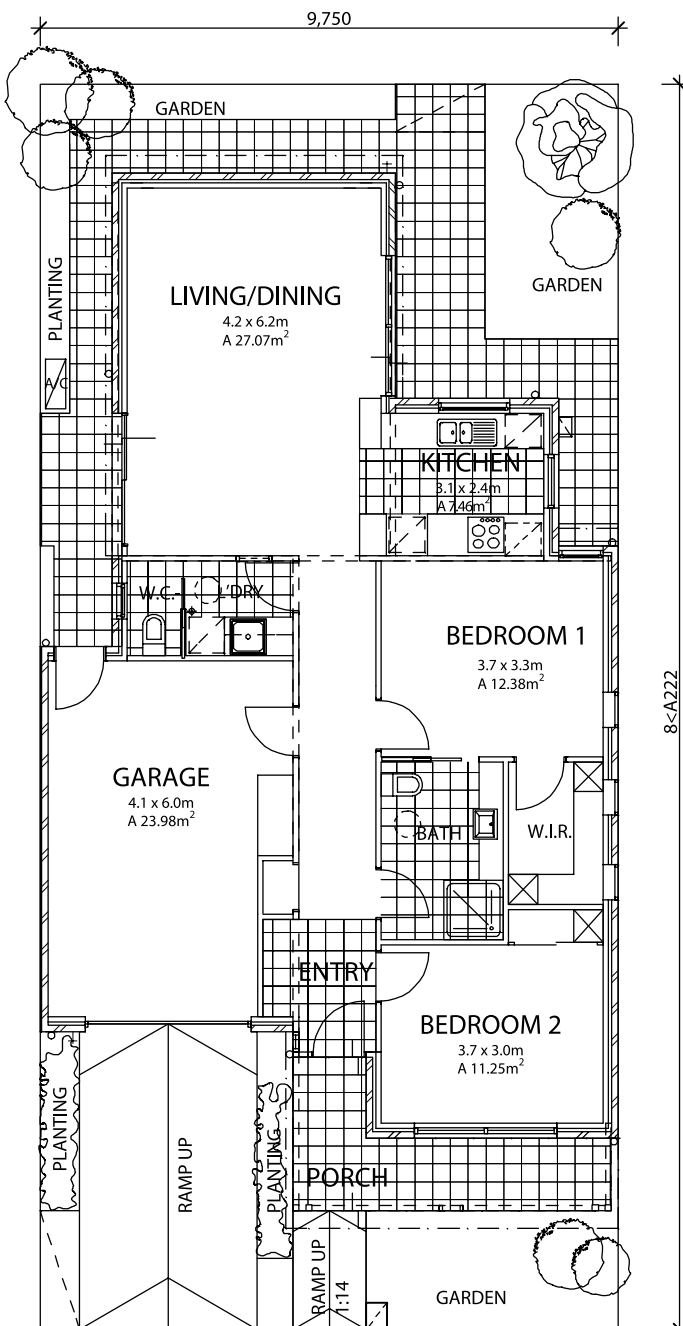 9,750
GARDEN
PLANTING
LIVING/DINING
4.2 x 6.2m
A 27.07m²
GARDEN
A/C
KITCHEN
3.1 x 2.4m
A 7.46m²
W.C.
L'DRY
BEDROOM 1
3.7 x 3.3m
A 12.38m²
8<A222
GARAGE
4.1 x 6.0m
A 23.98m²
BATH
W.I.R.
ENTRY
BEDROOM 2
3.7 x 3.0m
A 11.25m²
PLANTING
RAMP UP
PLANTING
PORCH
RAMP UP
1:14
GARDEN